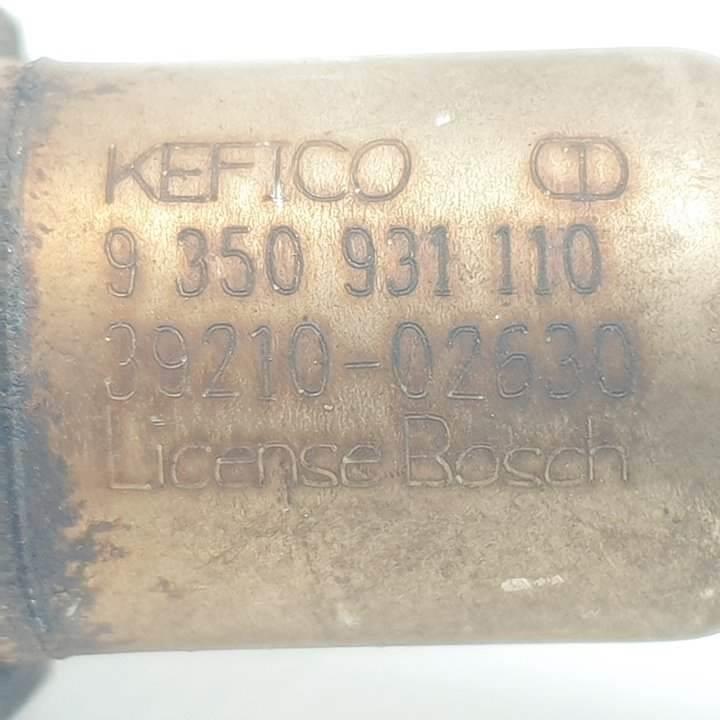 KEFICO
9 350 931 110
39210-02630
License Bosch